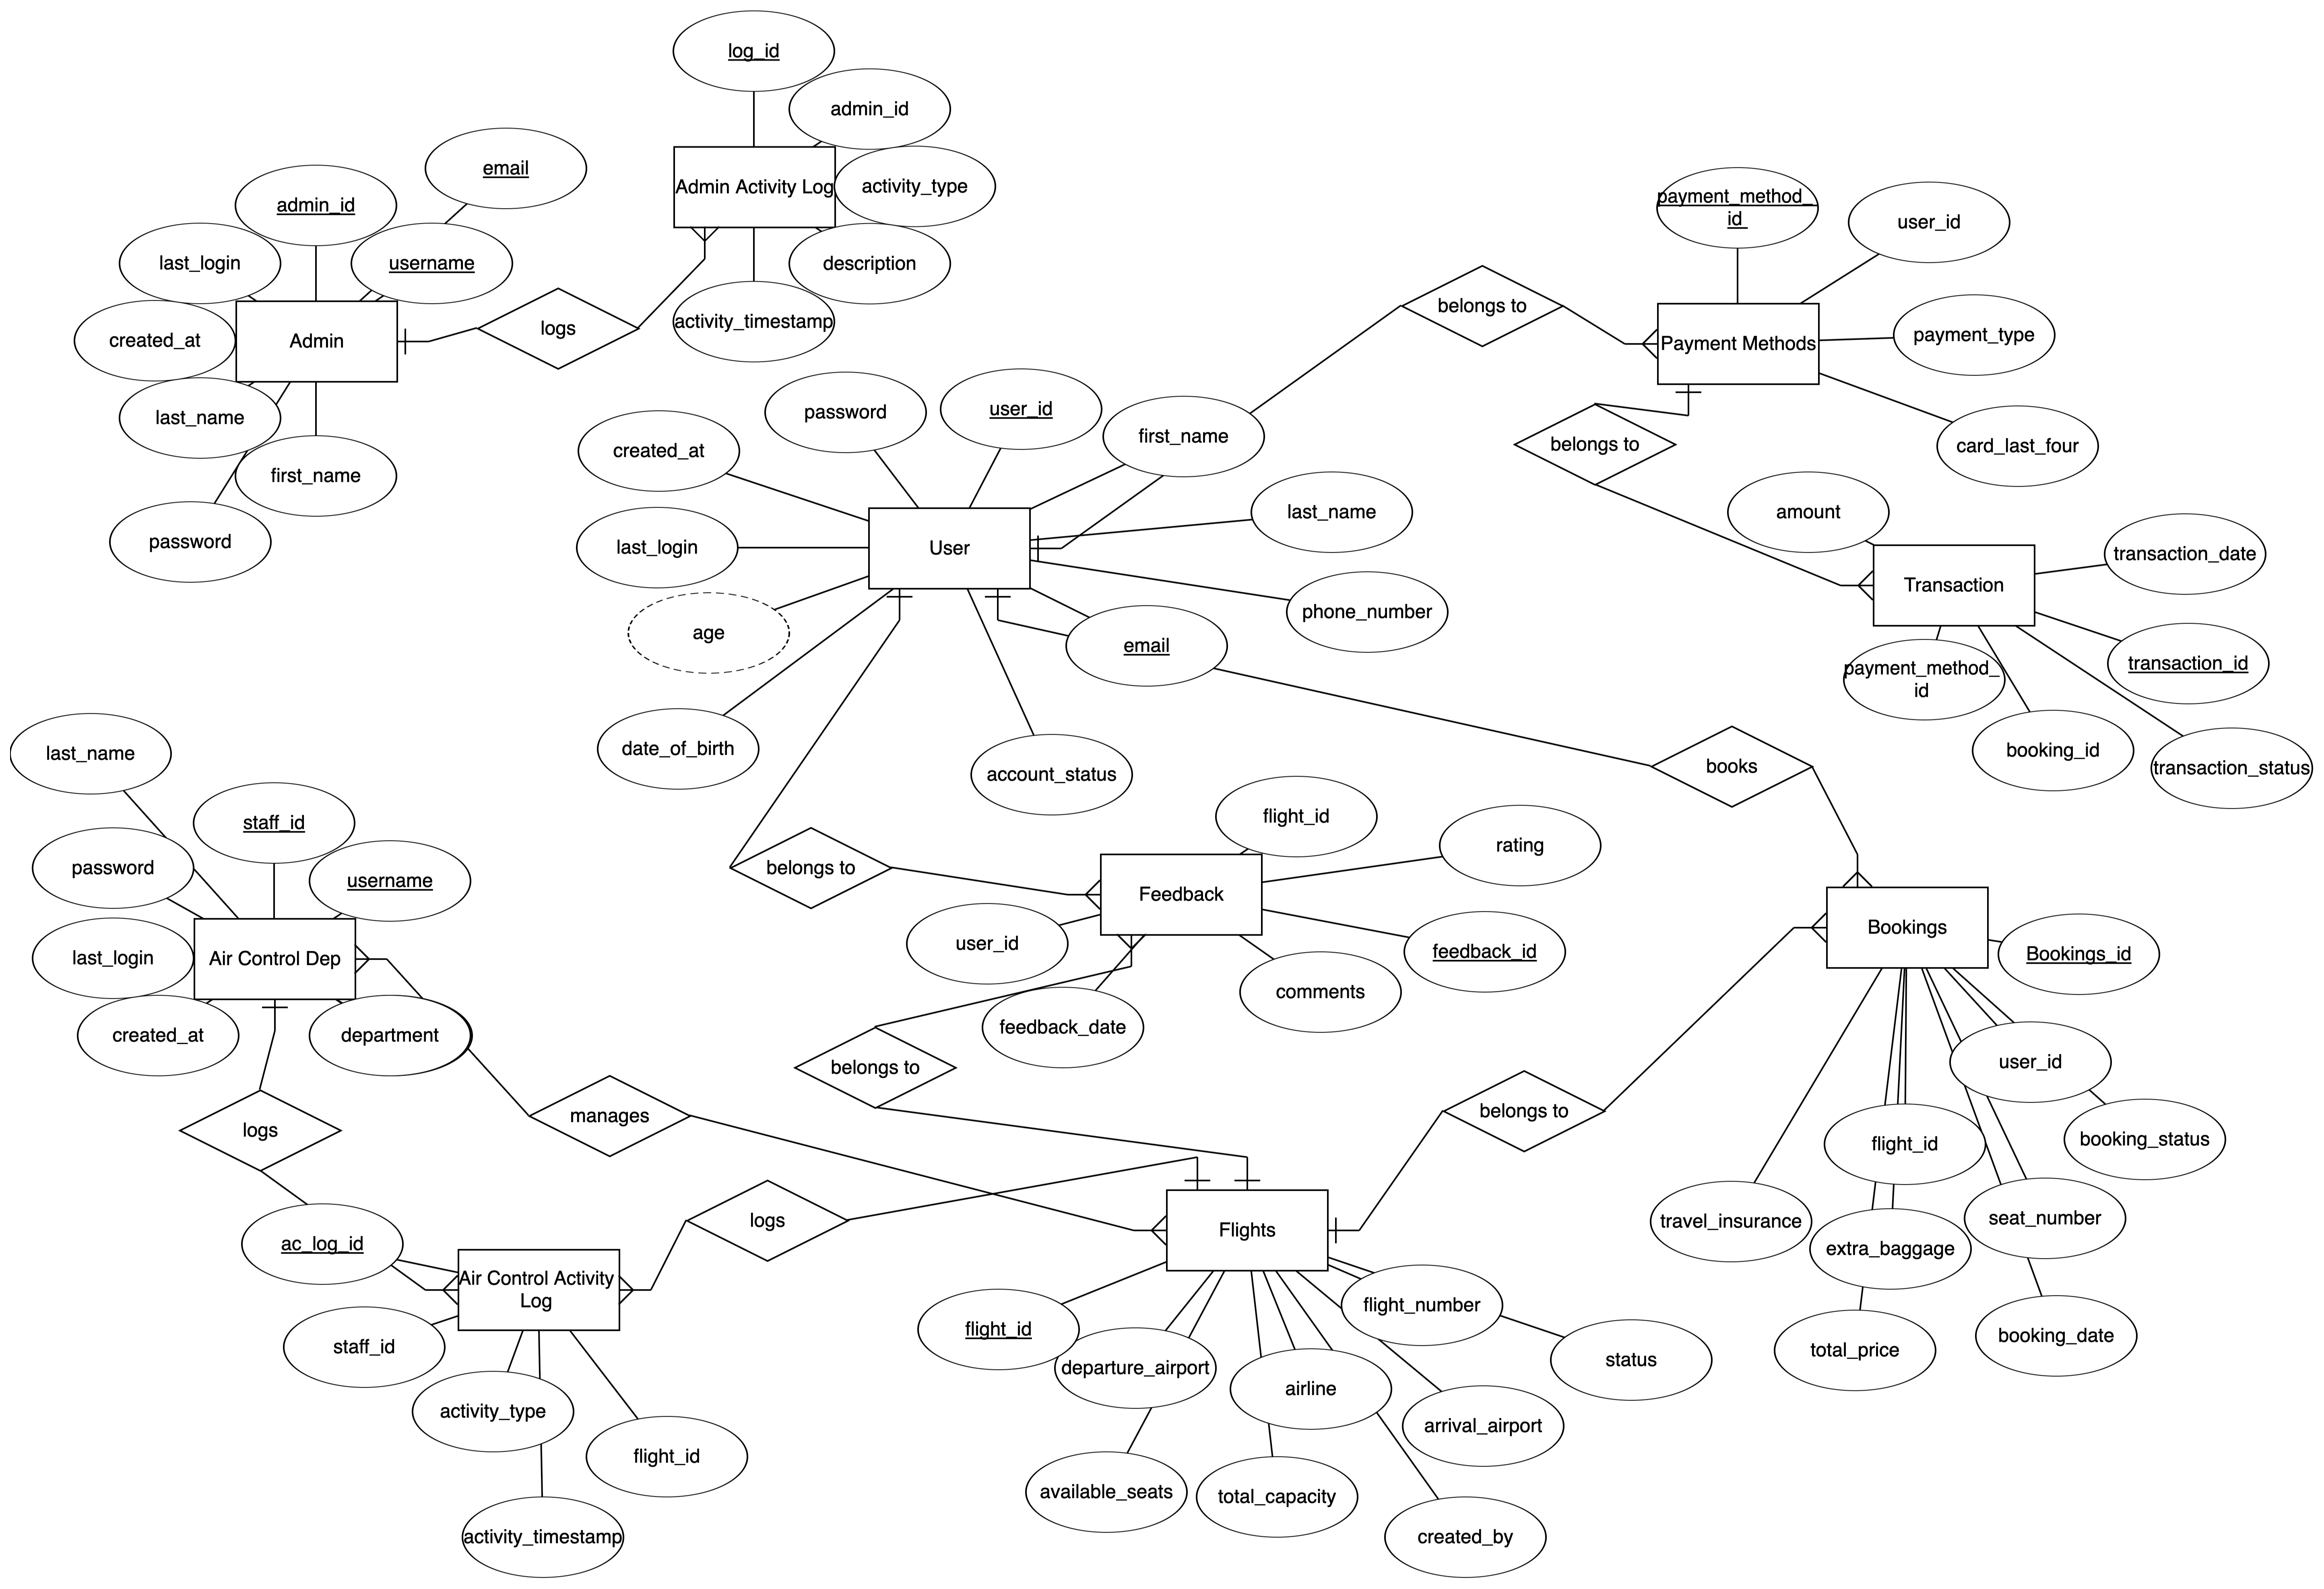 log_id
admin_id
Admin Activity Log
activity_type
description
activity_timestamp
email
admin_id
username
last_login
created_at
Admin
last_name
first_name
password
logs
belongs to
payment_method_
id
user_id
Payment Methods
payment_type
card_last_four
belongs to
amount
Transaction
transaction_date
transaction_id
payment_method_
id
booking_id
transaction_status
password
user_id
first_name
created_at
last_name
last_login
User
phone_number
age
email
date_of_birth
account_status
books
last_name
staff_id
password
username
last_login
Air Control Dep
created_at
department
logs
manages
belongs to
flight_id
rating
Feedback
user_id
feedback_id
comments
feedback_date
belongs to
belongs to
Bookings
Bookings_id
user_id
booking_status
flight_id
travel_insurance
seat_number
extra_baggage
total_price
booking_date
ac_log_id
logs
Air Control Activity
Log
staff_id
activity_type
flight_id
activity_timestamp
Flights
flight_id
departure_airport
flight_number
airline
status
arrival_airport
available_seats
total_capacity
created_by